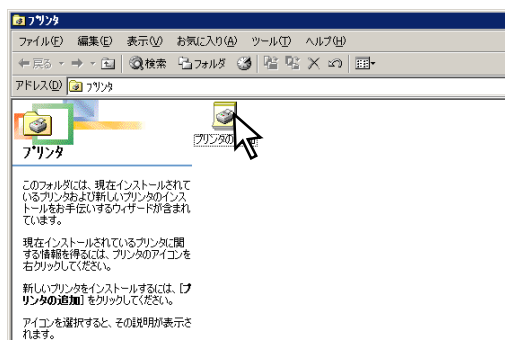 プリンタ
ファイル(F) 編集(E) 表示(V) お気に入り(A) ツール(T) ヘルプ(H)
戻る 検索 フォルダ
アドレス(D) プリンタ
プリンタ
プリンタの
このフォルダには、現在インストールされて
いるプリンタおよび新しいプリンタのインス
トールをお手伝いするウィザードが含まれ
ています。
現在インストールされているプリンタに関
する情報を得るには、プリンタのアイコンを
右クリックしてください。
新しいプリンタをインストールするには、[プ
リンタの追加] をクリックしてください。
アイコンを選択すると、その説明が表示さ
れます。